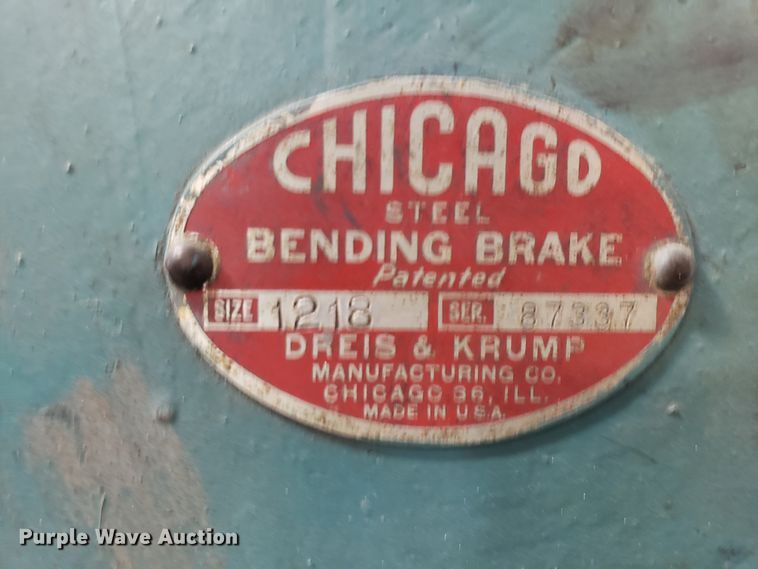 CHICAGO
STEEL
BENDING BRAKE
Patented
SIZE 1218 SER. 87337
DREIS & KRUMP
MANUFACTURING CO.
CHICAGO 36, ILL.
MADE IN U.S.A.
Purple Wave Auction